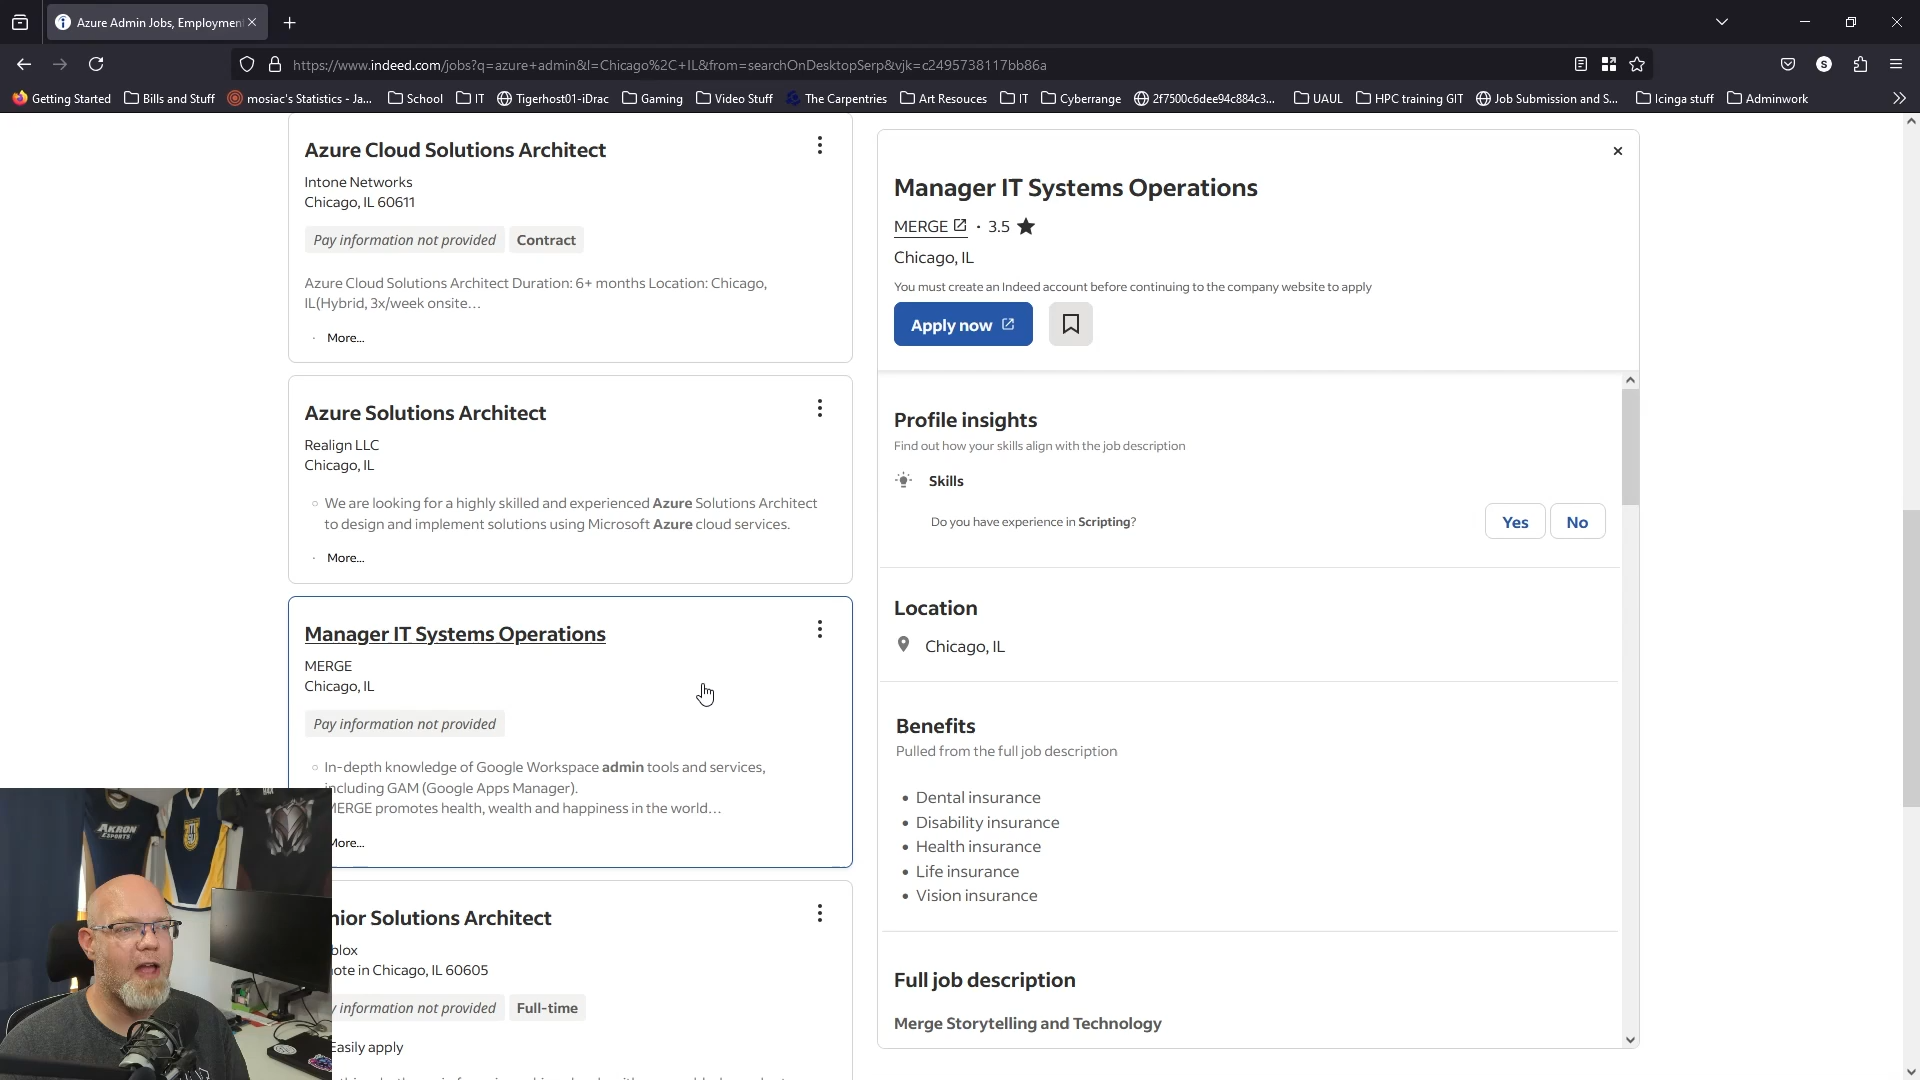 Azure Admin Jobs, Employmen
https://www.indeed.com/jobs?q=azure+admin&l=Chicago%2C+IL&from=searchOnDesktopSerp&vjk=c2495738117bb86a
S
Getting Started
Bills and Stuff
mosiac's Statistics - Ja...
School
IT
Tigerhost01-iDrac
Gaming
Video Stuff
The Carpentries
Art Resouces
IT
Cyberrange
2f7500c6dee94c884c3...
UAUL
HPC training GIT
Job Submission and S...
Icinga stuff
Adminwork
Azure Cloud Solutions Architect
Intone Networks
Chicago, IL 60611
Pay information not provided
Contract
Azure Cloud Solutions Architect Duration: 6+ months Location: Chicago,
IL(Hybrid, 3x/week onsite…
More...
Azure Solutions Architect
Realign LLC
Chicago, IL
We are looking for a highly skilled and experienced Azure Solutions Architect
to design and implement solutions using Microsoft Azure cloud services.
More...
Manager IT Systems Operations
MERGE
Chicago, IL
Pay information not provided
In-depth knowledge of Google Workspace admin tools and services,
including GAM (Google Apps Manager).
MERGE promotes health, wealth and happiness in the world…
More...
nior Solutions Architect
blox
ote in Chicago, IL 60605
y information not provided
Full-time
Easily apply
Manager IT Systems Operations
MERGE · 3.5
Chicago, IL
You must create an Indeed account before continuing to the company website to apply
Apply now
Profile insights
Find out how your skills align with the job description
Skills
Do you have experience in Scripting?
Yes
No
Location
Chicago, IL
Benefits
Pulled from the full job description
Dental insurance
Disability insurance
Health insurance
Life insurance
Vision insurance
Full job description
Merge Storytelling and Technology
AKRON
ESPORTS